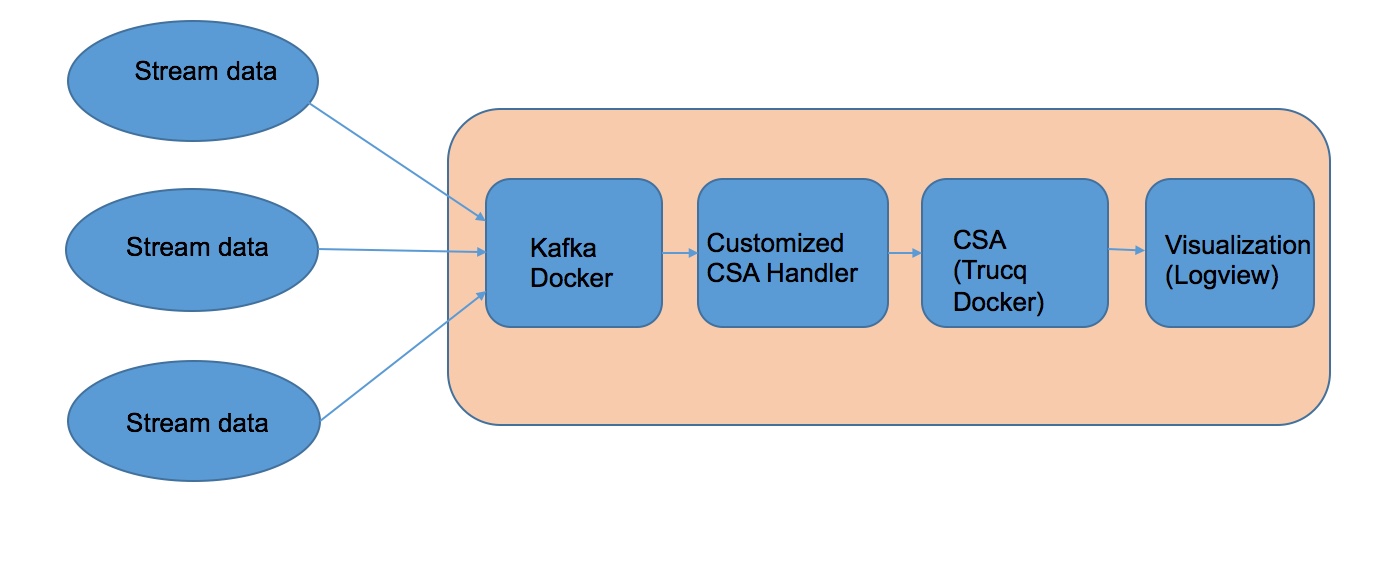 Stream data
Stream data
Stream data
Kafka
Docker
Customized
CSA Handler
CSA
(Trucq
Docker)
Visualization
(Logview)